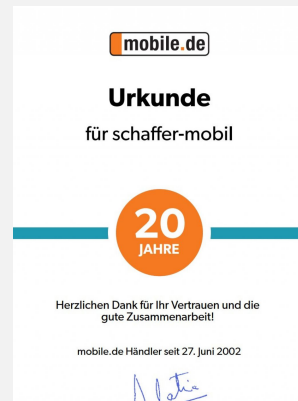 mobile.de
Urkunde
für schaffer-mobil
20
JAHRE
Herzlichen Dank für Ihr Vertrauen und die
gute Zusammenarbeit!
mobile.de Händler seit 27. Juni 2002